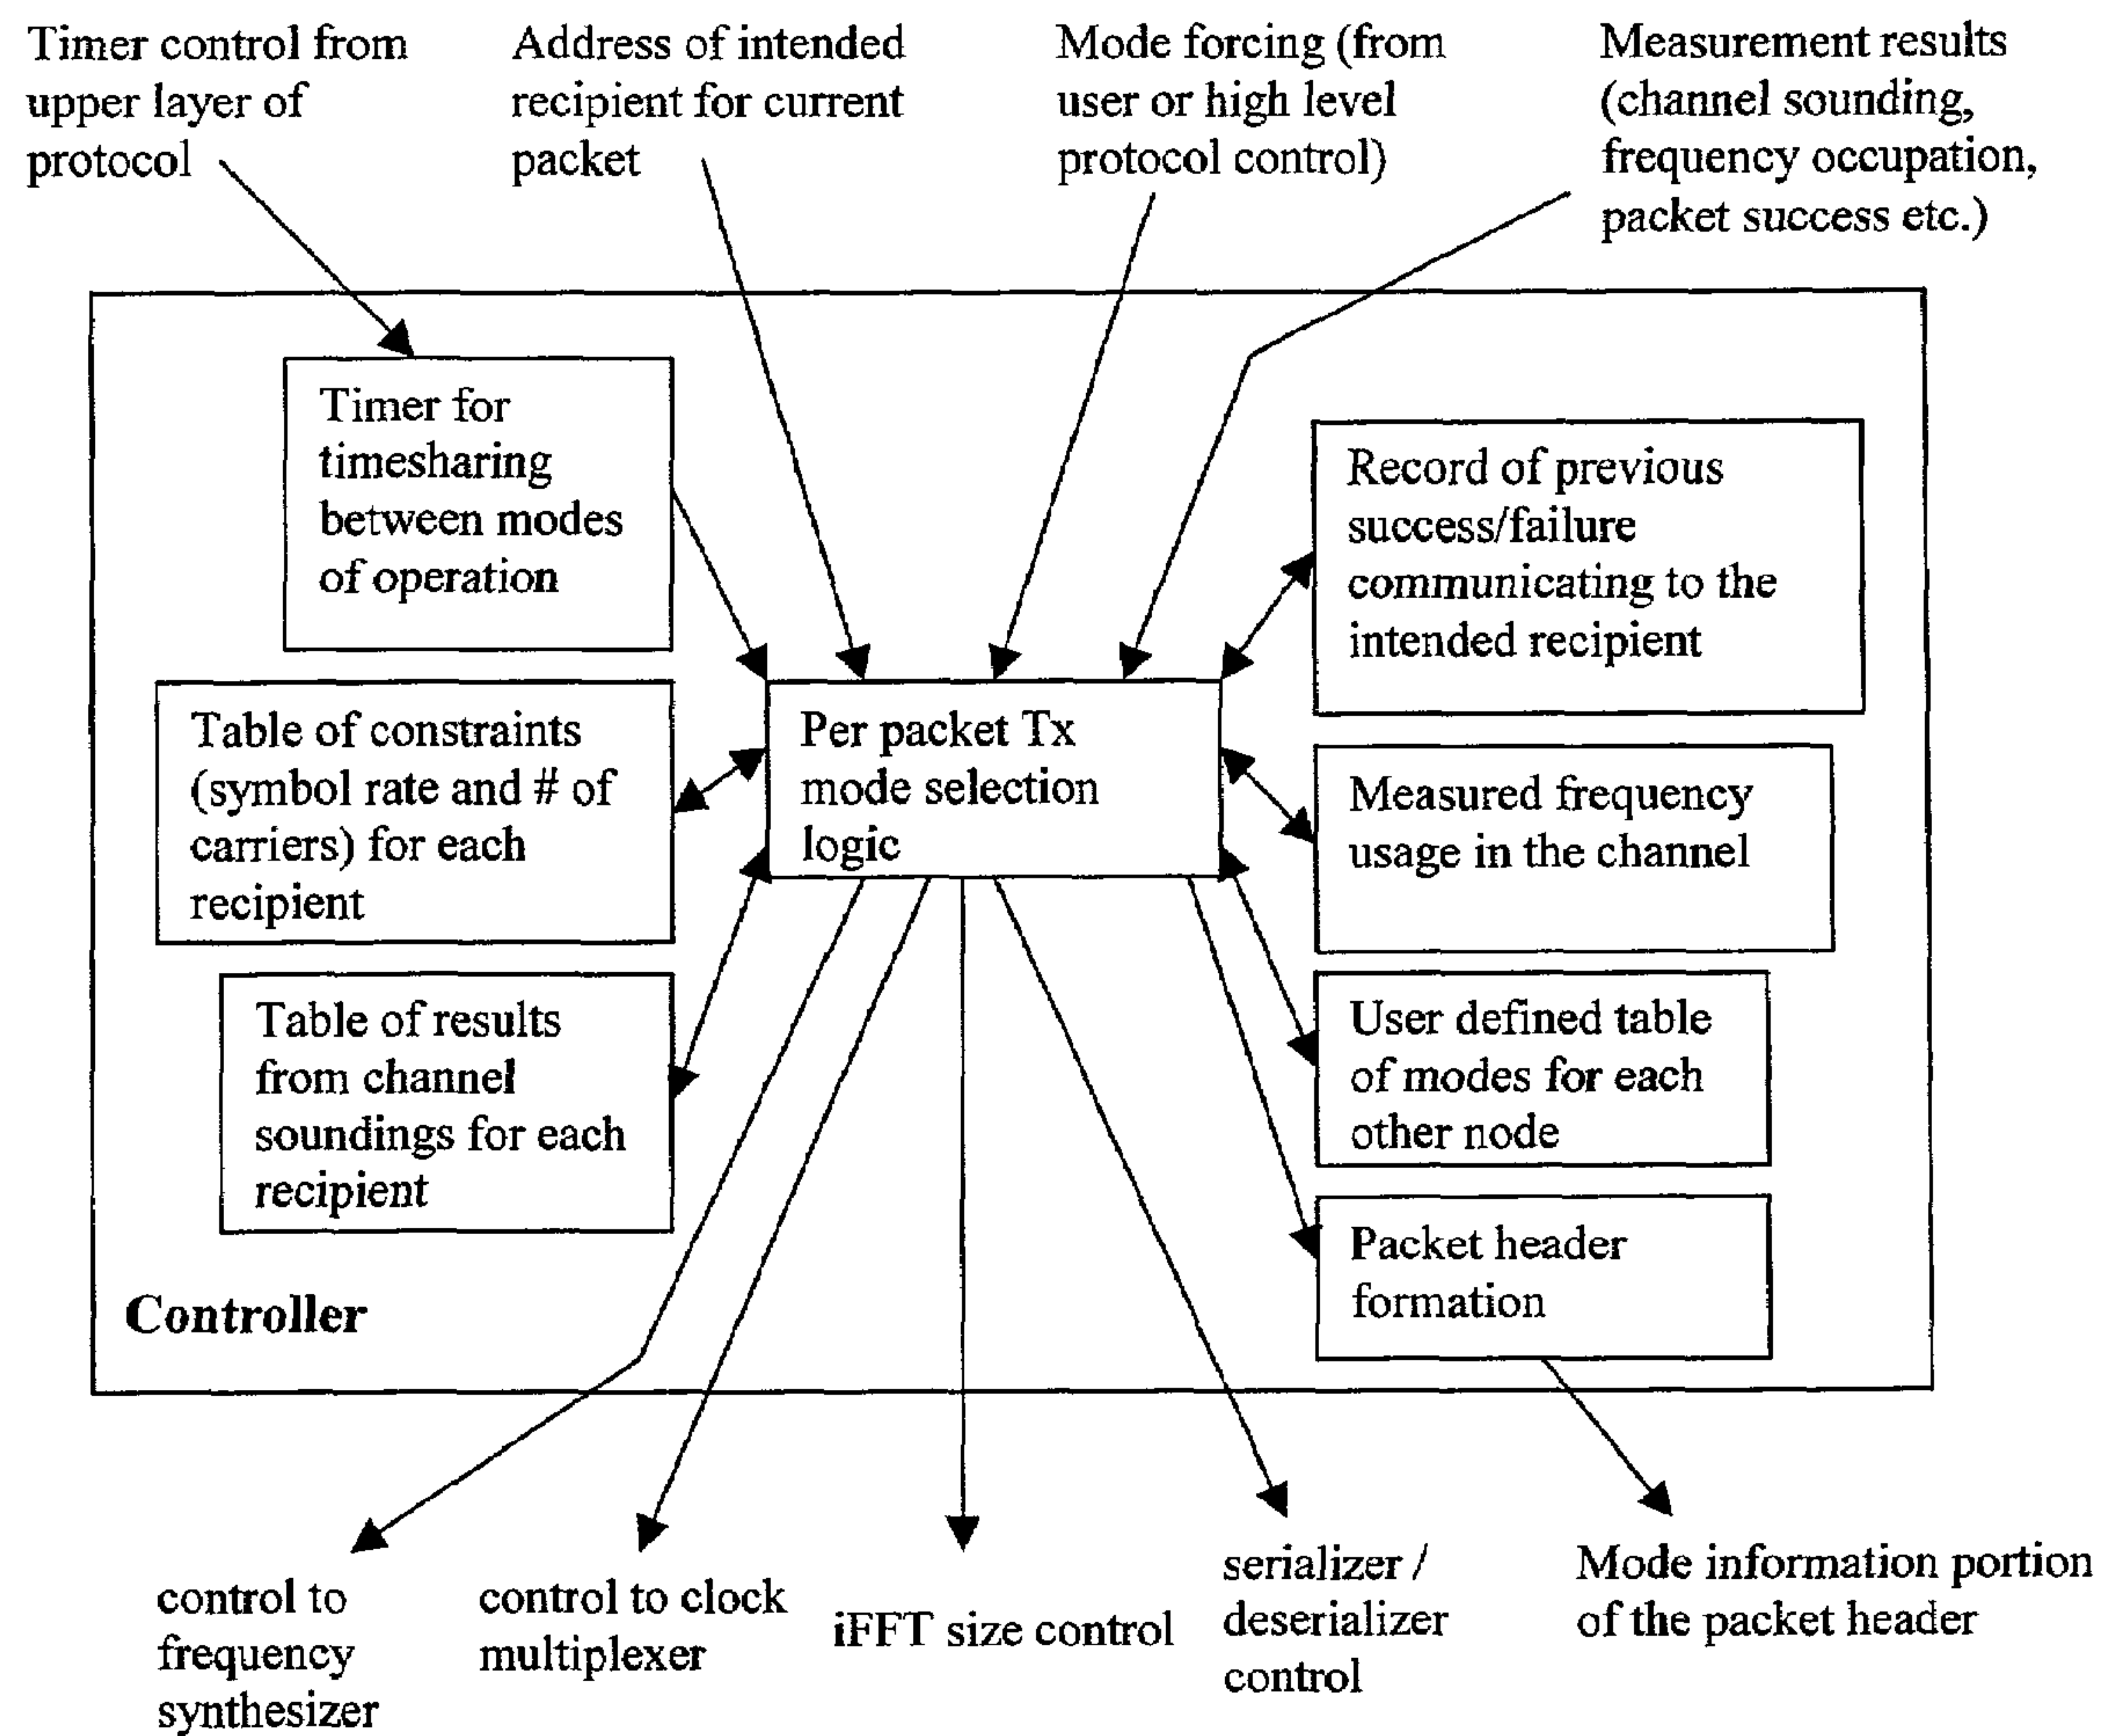 Timer control from
upper layer of
protocol
Address of intended
recipient for current
packet
Mode forcing (from
user or high level
protocol control)
Measurement results
(channel sounding,
frequency occupation,
packet success etc.)
Timer for
timesharing
between modes
of operation
Record of previous
success/failure
communicating to the
intended recipient
Table of constraints
(symbol rate and # of
carriers) for each
recipient
Per packet Tx
mode selection
logic
Measured frequency
usage in the channel
Table of results
from channel
soundings for each
recipient
User defined table
of modes for each
other node
Packet header
formation
Controller
control to
frequency
synthesizer
control to clock
multiplexer
iFFT size control
serializer /
deserializer
control
Mode information portion
of the packet header